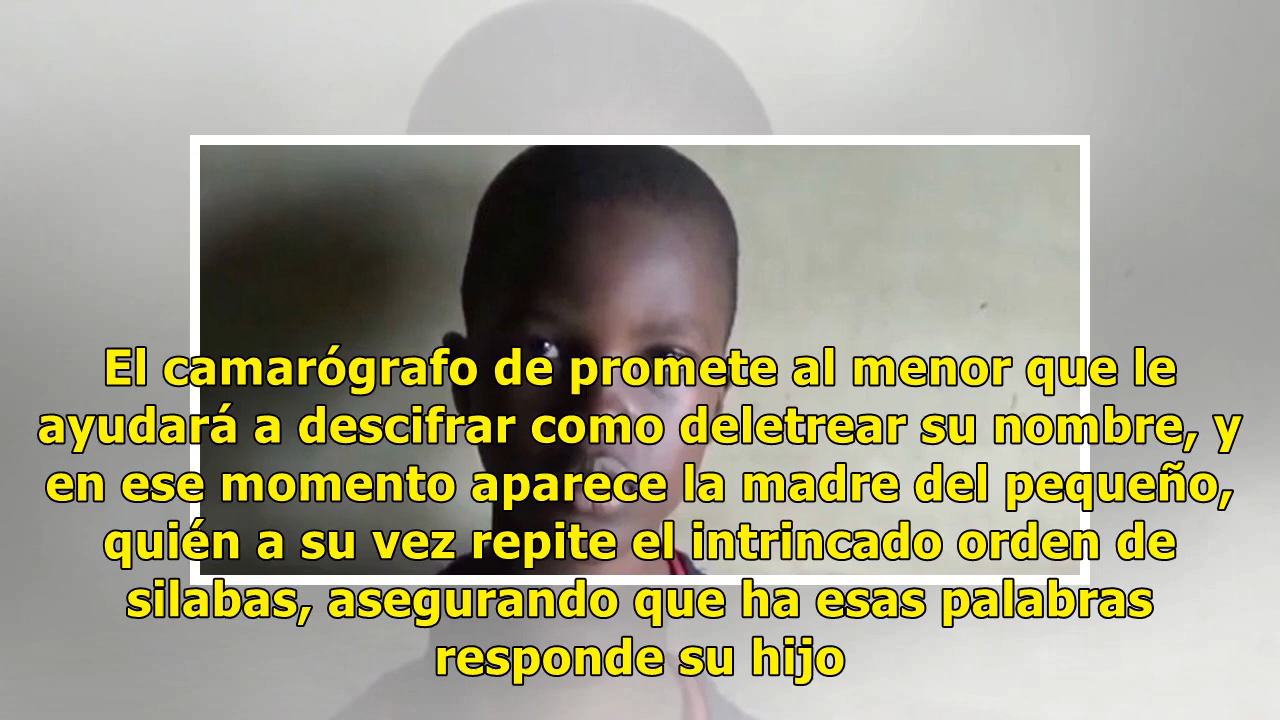 El camarógrafo de promete al menor que le
ayudará a descifrar como deletrear su nombre, y
en ese momento aparece la madre del pequeño,
quién a su vez repite el intrincado orden de
silabas, asegurando que ha esas palabras
responde su hijo